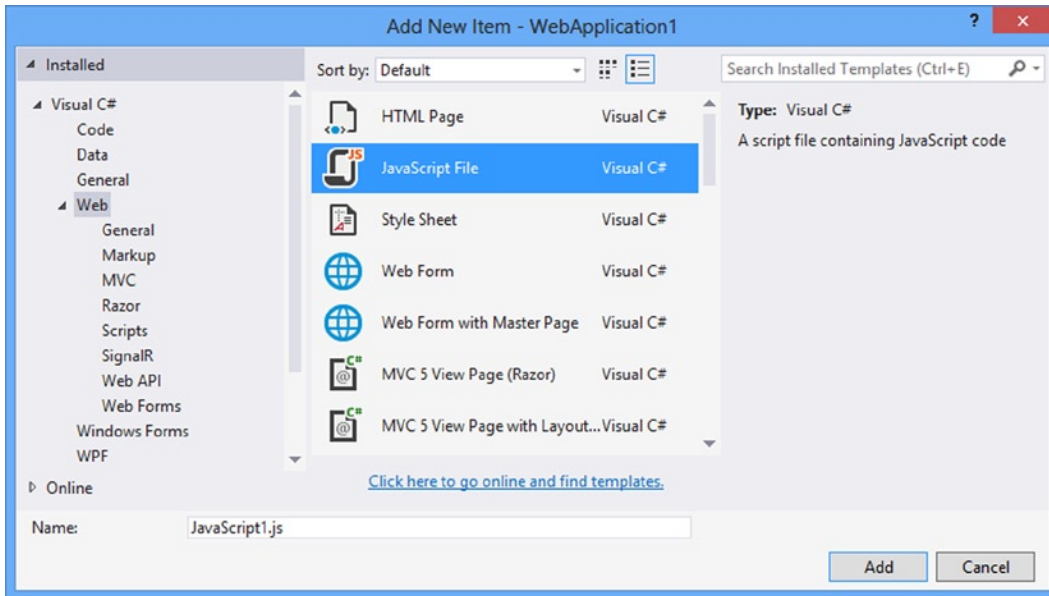 Add New Item - WebApplication1
?
×
Installed
Sort by: Default
Search Installed Templates (Ctrl+E)
Visual C#
Code
Data
General
Web
General
Markup
MVC
Razor
Scripts
SignalR
Web API
Web Forms
Windows Forms
WPF
Online
HTML Page Visual C#
JS
JavaScript File Visual C#
Style Sheet Visual C#
Web Form Visual C#
Web Form with Master Page Visual C#
C#
@
MVC 5 View Page (Razor) Visual C#
C#
@
MVC 5 View Page with Layout... Visual C#
Click here to go online and find templates.
Type: Visual C#
A script file containing JavaScript code
Name: JavaScript1.js
Add Cancel